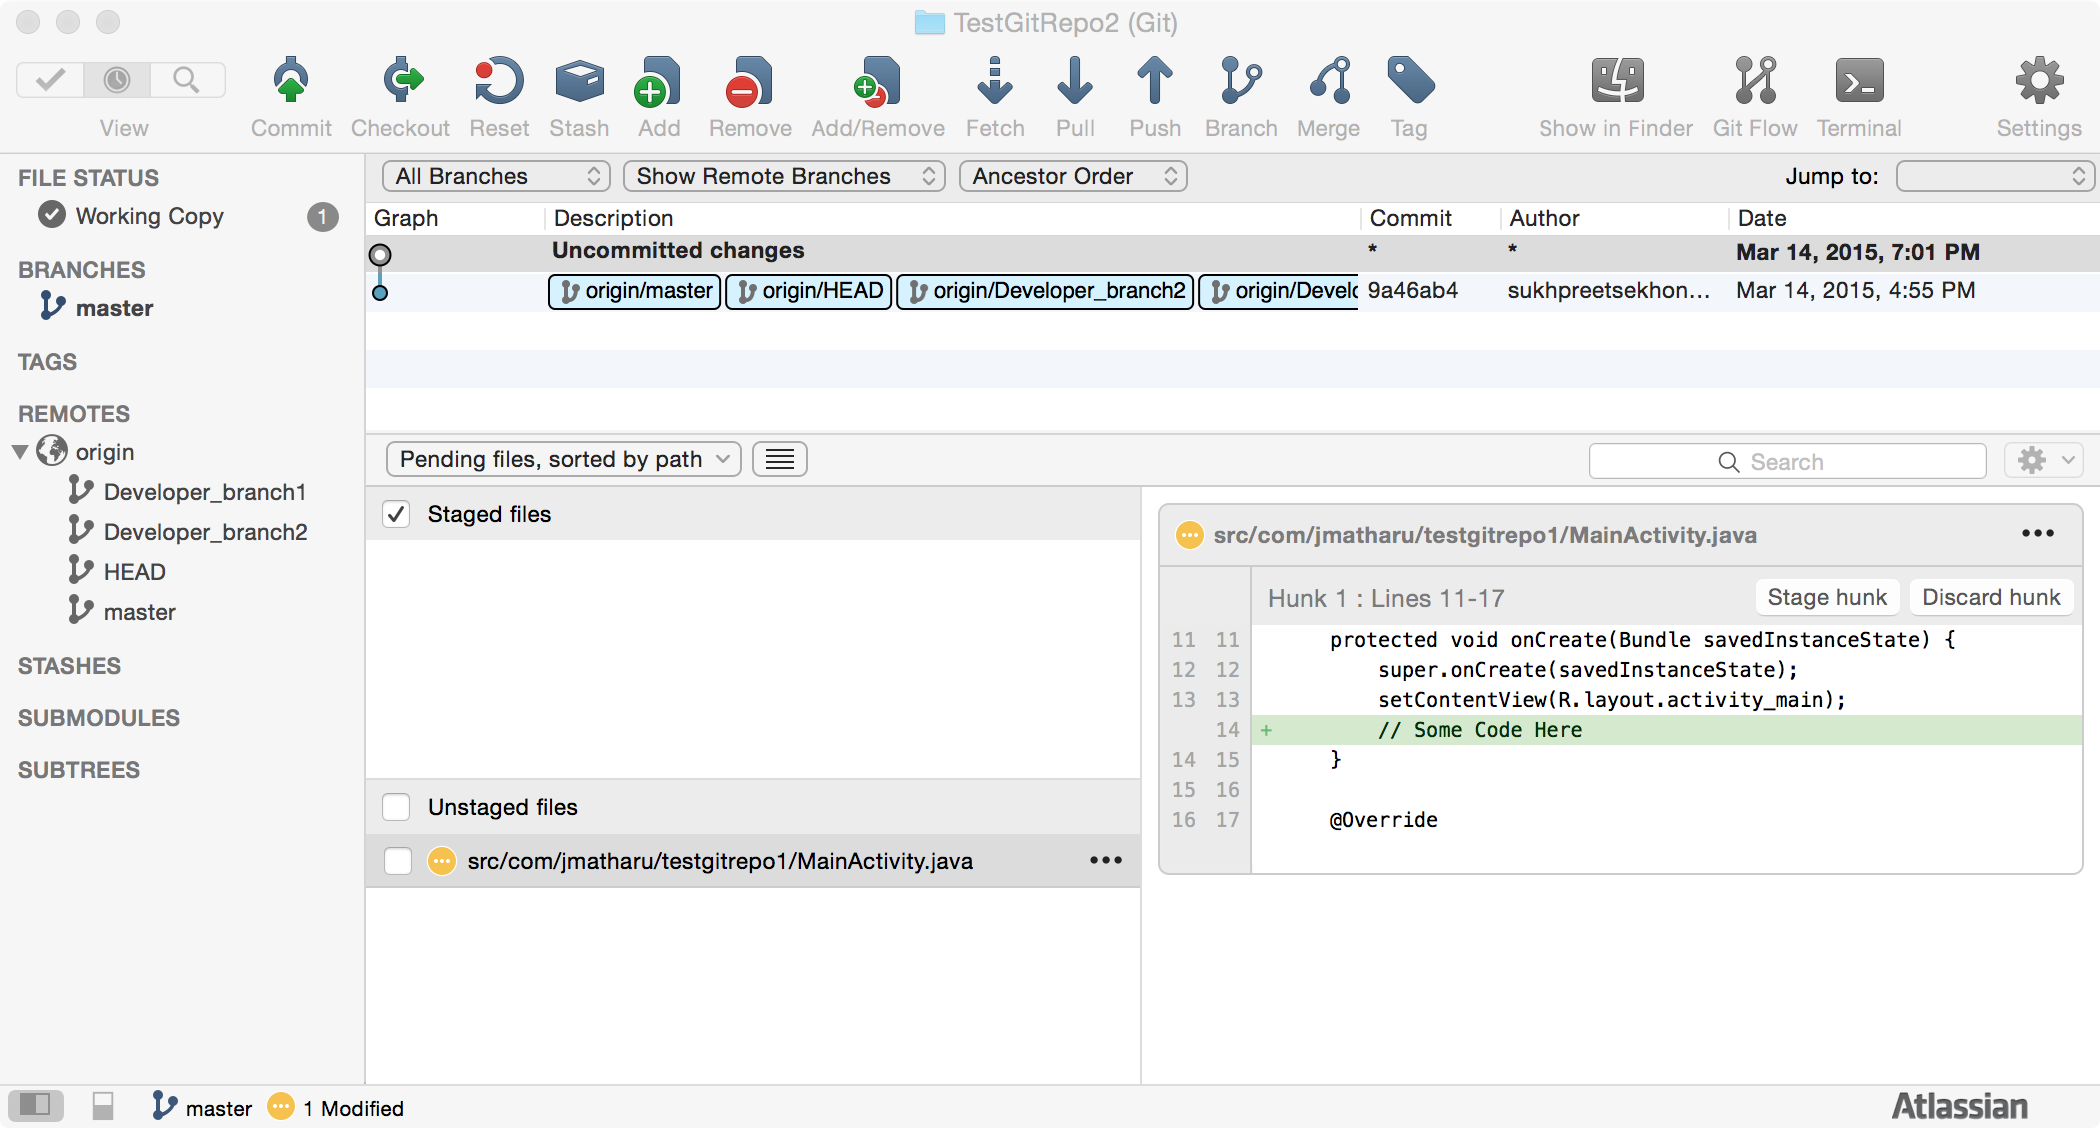 TestGitRepo2 (Git)
View Commit Checkout Reset Stash Add Remove Add/Remove Fetch Pull Push Branch Merge Tag Show in Finder Git Flow Terminal Settings
FILE STATUS
Working Copy 1
BRANCHES
master
TAGS
REMOTES
origin
Developer_branch1
Developer_branch2
HEAD
master
STASHES
SUBMODULES
SUBTREES
All Branches Show Remote Branches Ancestor Order Jump to:
Graph Description Commit Author Date
Uncommitted changes * * Mar 14, 2015, 7:01 PM
origin/master origin/HEAD origin/Developer_branch2 origin/Develo 9a46ab4 sukhpreetsekhon... Mar 14, 2015, 4:55 PM
Pending files, sorted by path Search
Staged files
Unstaged files
src/com/jmatharu/testgitrepo1/MainActivity.java
src/com/jmatharu/testgitrepo1/MainActivity.java
Hunk 1 : Lines 11-17 Stage hunk Discard hunk
11 11 protected void onCreate(Bundle savedInstanceState) {
12 12 super.onCreate(savedInstanceState);
13 13 setContentView(R.layout.activity_main);
14 + // Some Code Here
14 15 }
15 16
16 17 @Override
master 1 Modified Atlassian